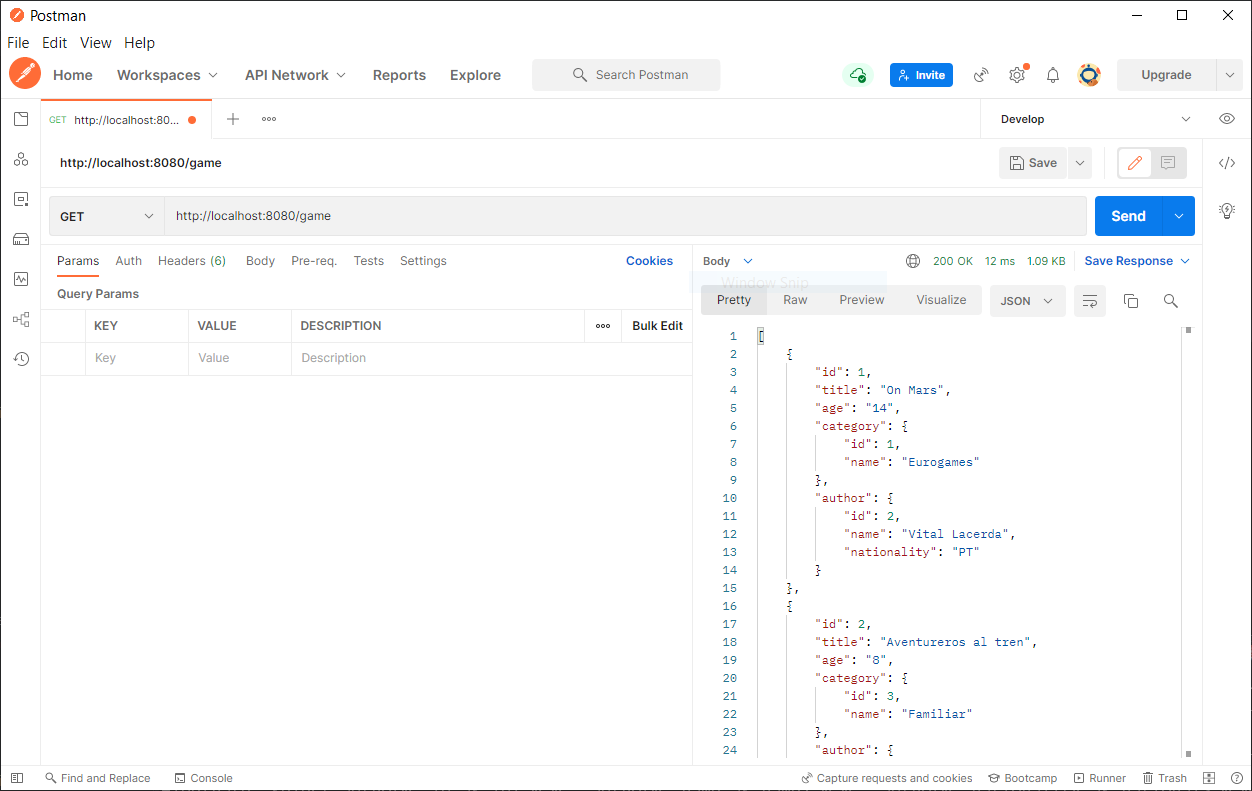 Postman
File Edit View Help
Home Workspaces API Network Reports Explore Search Postman Invite Upgrade
GET http://localhost:80... Develop
http://localhost:8080/game Save
GET http://localhost:8080/game Send
Params Auth Headers (6) Body Pre-req. Tests Settings Cookies
Body 200 OK 12 ms 1.09 KB Save Response
Window Snip
Query Params
Pretty Raw Preview Visualize JSON
KEY VALUE DESCRIPTION Bulk Edit
Key Value Description
1 [
2 {
3 "id": 1,
4 "title": "On Mars",
5 "age": "14",
6 "category": {
7 "id": 1,
8 "name": "Eurogames"
9 },
10 "author": {
11 "id": 2,
12 "name": "Vital Lacerda",
13 "nationality": "PT"
14 }
15 },
16 {
17 "id": 2,
18 "title": "Aventureros al tren",
19 "age": "8",
20 "category": {
21 "id": 3,
22 "name": "Familiar"
23 },
24 "author": {
Find and Replace Console Capture requests and cookies Bootcamp Runner Trash